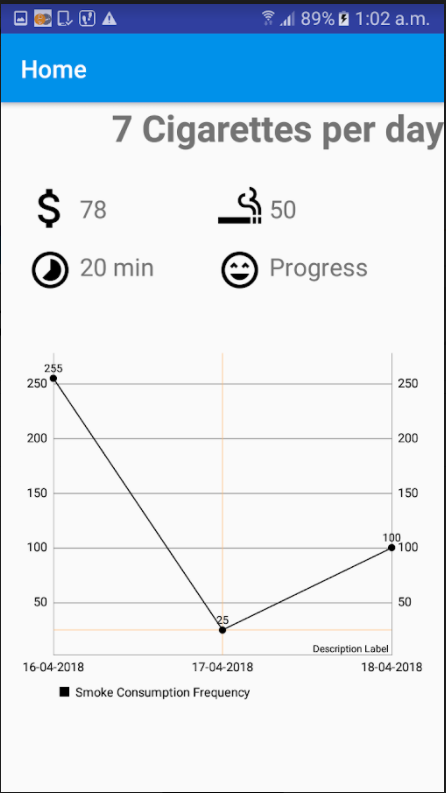 89% 1:02 a.m.
Home
7 Cigarettes per day
$ 78 50
20 min Progress
255
250 250
200 200
150 150
100
100 100
50 50
25
Description Label
16-04-2018 17-04-2018 18-04-2018
Smoke Consumption Frequency